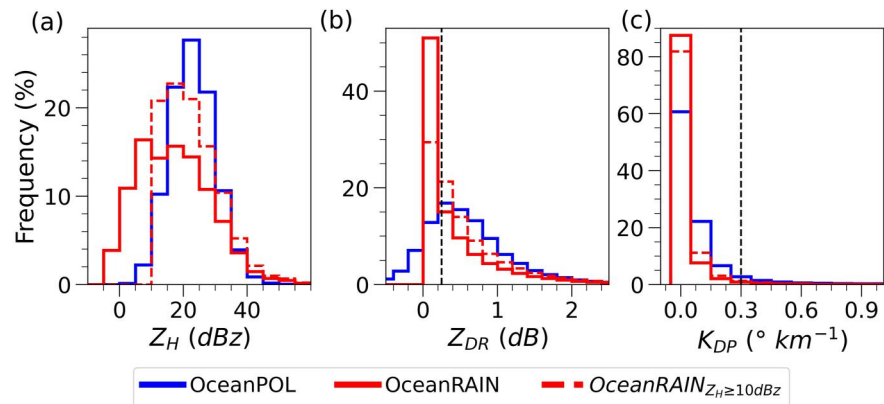 (a) (b) (c)
Frequency (%)
20
10
0
40
20
0
80
60
40
20
0
0 20 40
0 1 2
0.0 0.3 0.6 0.9
Z_H (dBz) Z_DR (dB) K_DP (° km⁻¹)
OceanPOL OceanRAIN OceanRAIN_{Z_H≥10dBz}